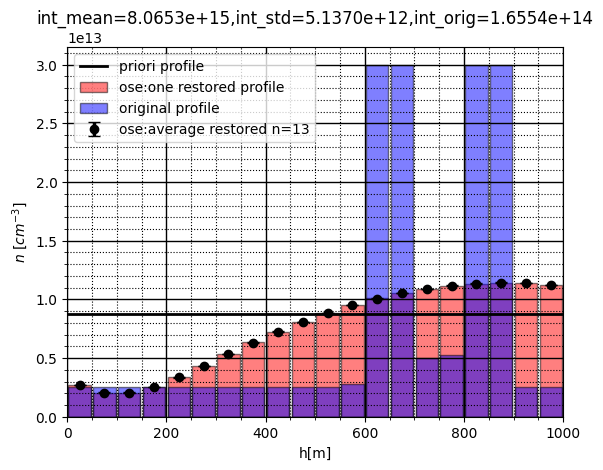 int_mean=8.0653e+15,int_std=5.1370e+12,int_orig=1.6554e+14
1e13
priori profile
ose:one restored profile
original profile
ose:average restored n=13
3.0
2.5
2.0
1.5
1.0
0.5
0.0
n [cm⁻³]
0 200 400 600 800 1000
h[m]